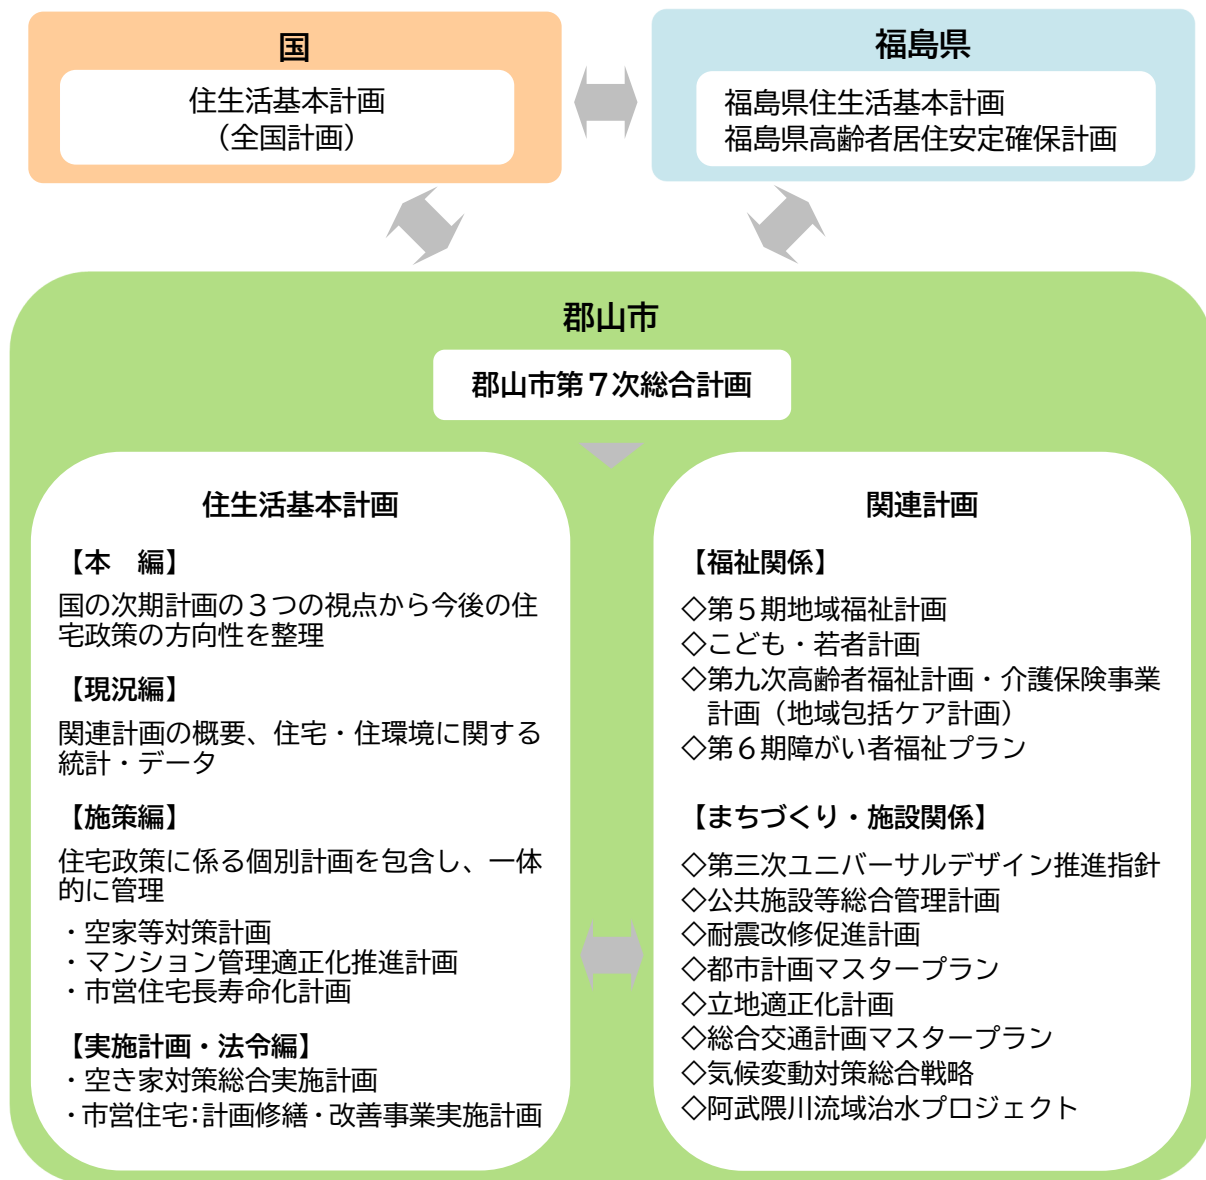 国
住生活基本計画
（全国計画）
福島県
福島県住生活基本計画
福島県高齢者居住安定確保計画
郡山市
郡山市第７次総合計画
住生活基本計画
【本　編】
国の次期計画の３つの視点から今後の住
宅政策の方向性を整理
【現況編】
関連計画の概要、住宅・住環境に関する
統計・データ
【施策編】
住宅政策に係る個別計画を包含し、一体
的に管理
・空家等対策計画
・マンション管理適正化推進計画
・市営住宅長寿命化計画
【実施計画・法令編】
・空き家対策総合実施計画
・市営住宅：計画修繕・改善事業実施計画
関連計画
【福祉関係】
◇第５期地域福祉計画
◇こども・若者計画
◇第九次高齢者福祉計画・介護保険事業
計画（地域包括ケア計画）
◇第６期障がい者福祉プラン
【まちづくり・施設関係】
◇第三次ユニバーサルデザイン推進指針
◇公共施設等総合管理計画
◇耐震改修促進計画
◇都市計画マスタープラン
◇立地適正化計画
◇総合交通計画マスタープラン
◇気候変動対策総合戦略
◇阿武隈川流域治水プロジェクト